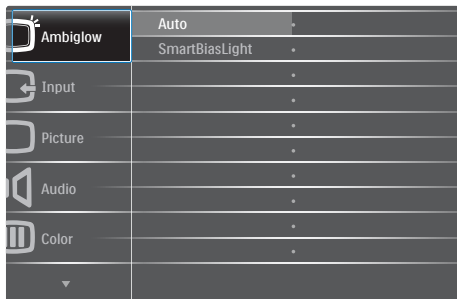 Ambiglow
Auto
SmartBiasLight
Input
Picture
Audio
Color